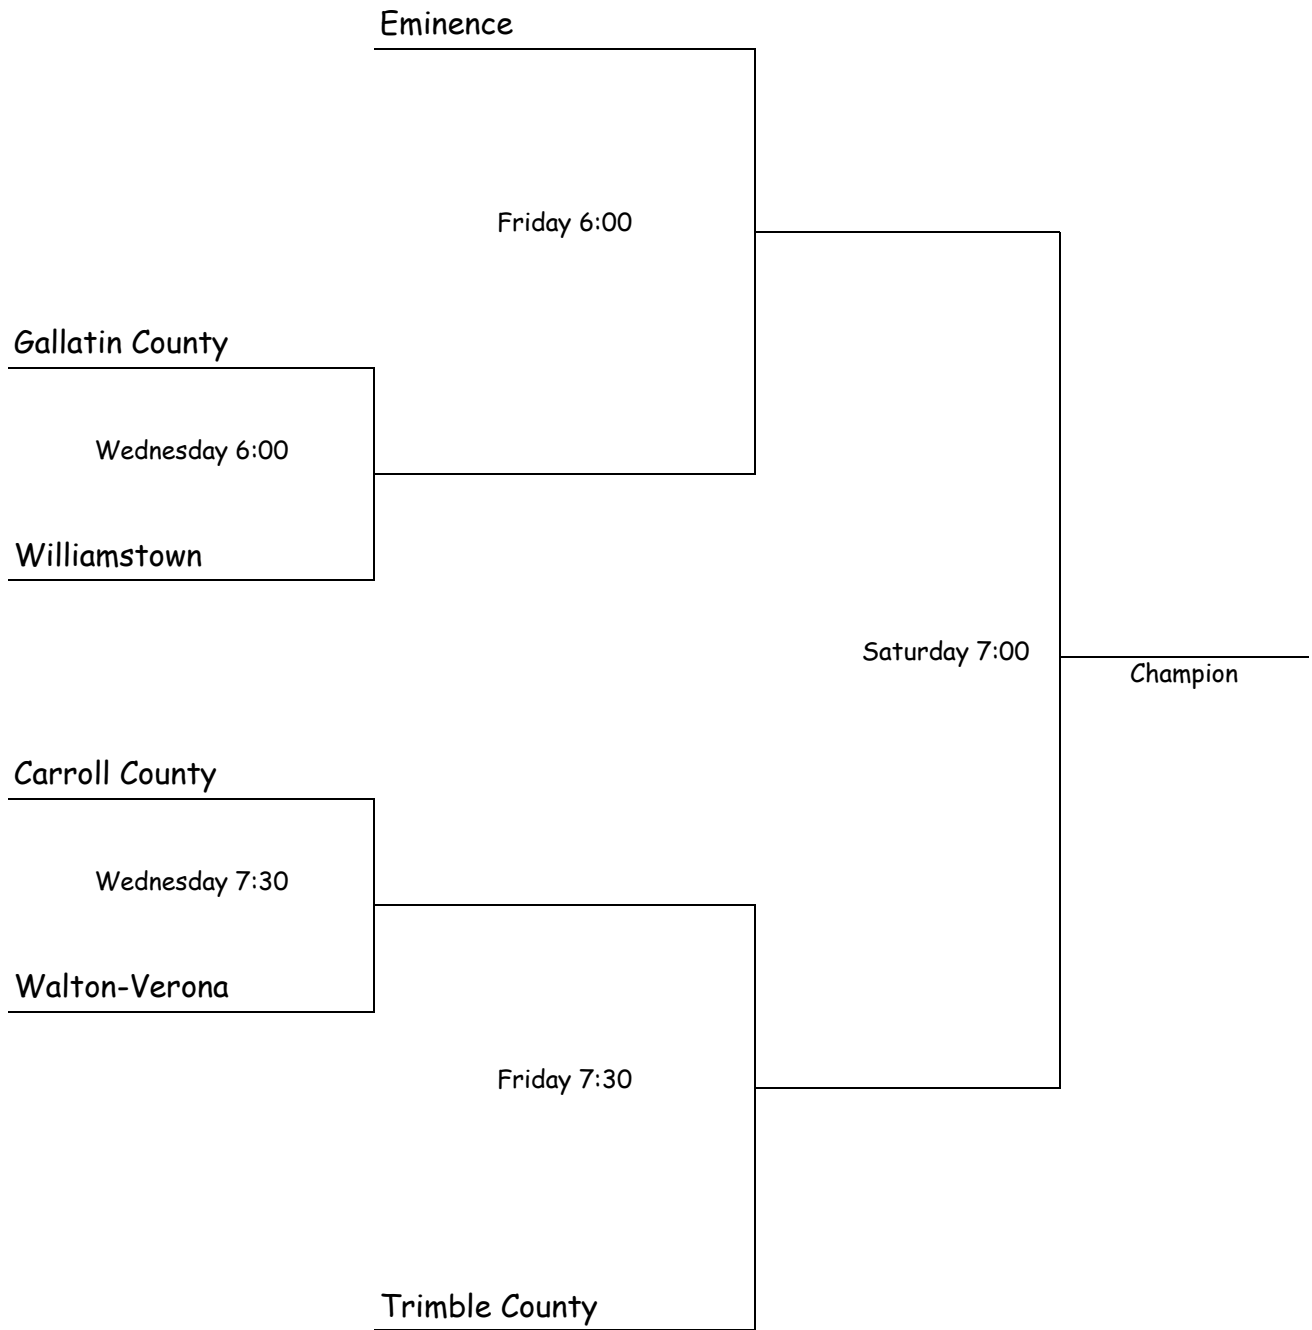 Eminence
Friday 6:00
Gallatin County
Wednesday 6:00
Williamstown
Saturday 7:00
Champion
Carroll County
Wednesday 7:30
Walton-Verona
Friday 7:30
Trimble County